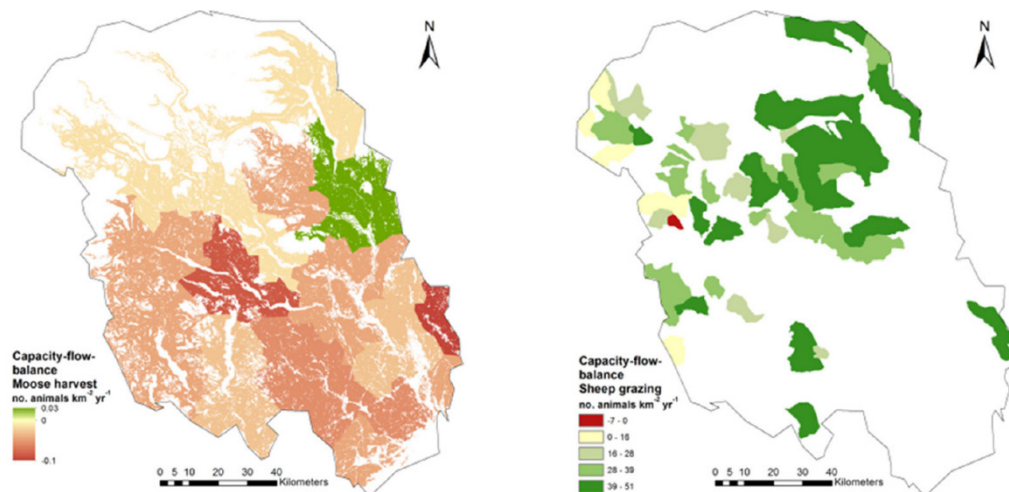 N
Capacity-flow-
balance
Moose harvest
no. animals km⁻² yr⁻¹
0.03
0
-0.1
0 5 10 20 30 40
Kilometers
N
Capacity-flow-
balance
Sheep grazing
no. animals km⁻² yr⁻¹
-7 - 0
0 - 16
16 - 28
28 - 39
39 - 51
0 5 10 20 30 40
Kilometers